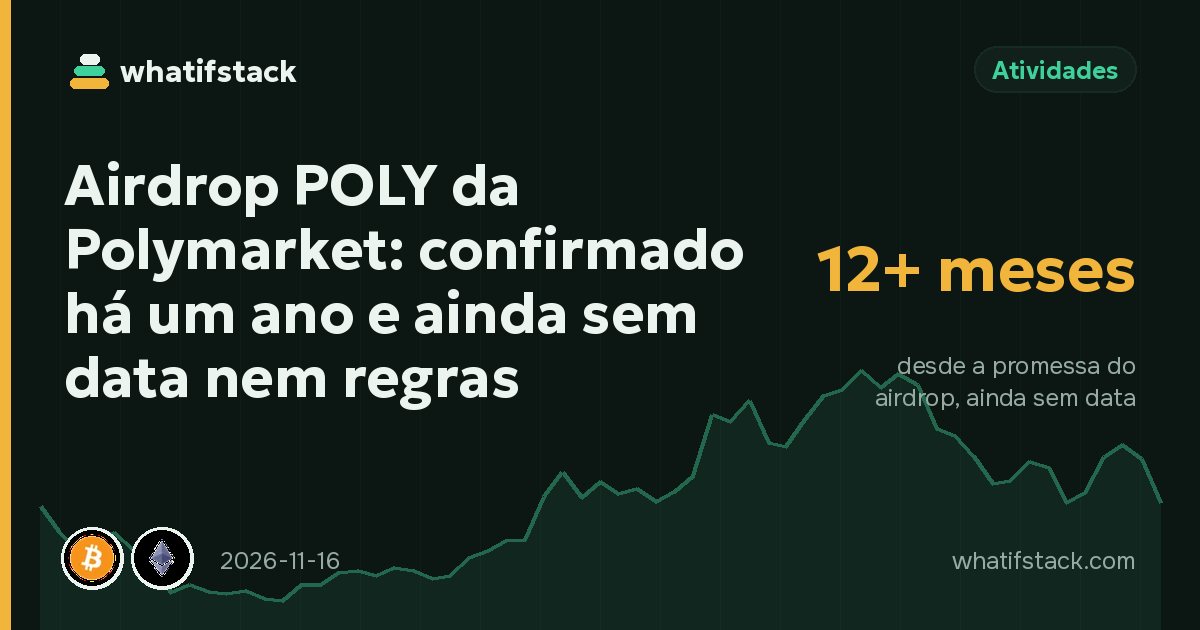 whatifstack
Atividades
Airdrop POLY da
Polymarket: confirmado
há um ano e ainda sem
data nem regras
12+ meses
desde a promessa do
airdrop, ainda sem data
2026-11-16
whatifstack.com